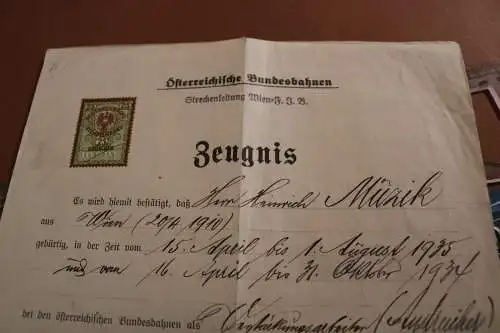 Österreichische Bundesbahnen
Streckenleitung Wien-F.J.B.
Zeugnis
Es wird hiemit bestätigt, daß Herr Heinrich Müzik
aus Wien (20/4 1910)
gebürtig, in der Zeit vom 15. April bis 1. August 1935
und vom 16. April bis 31. Oktober 1937
bei den österreichischen Bundesbahnen als